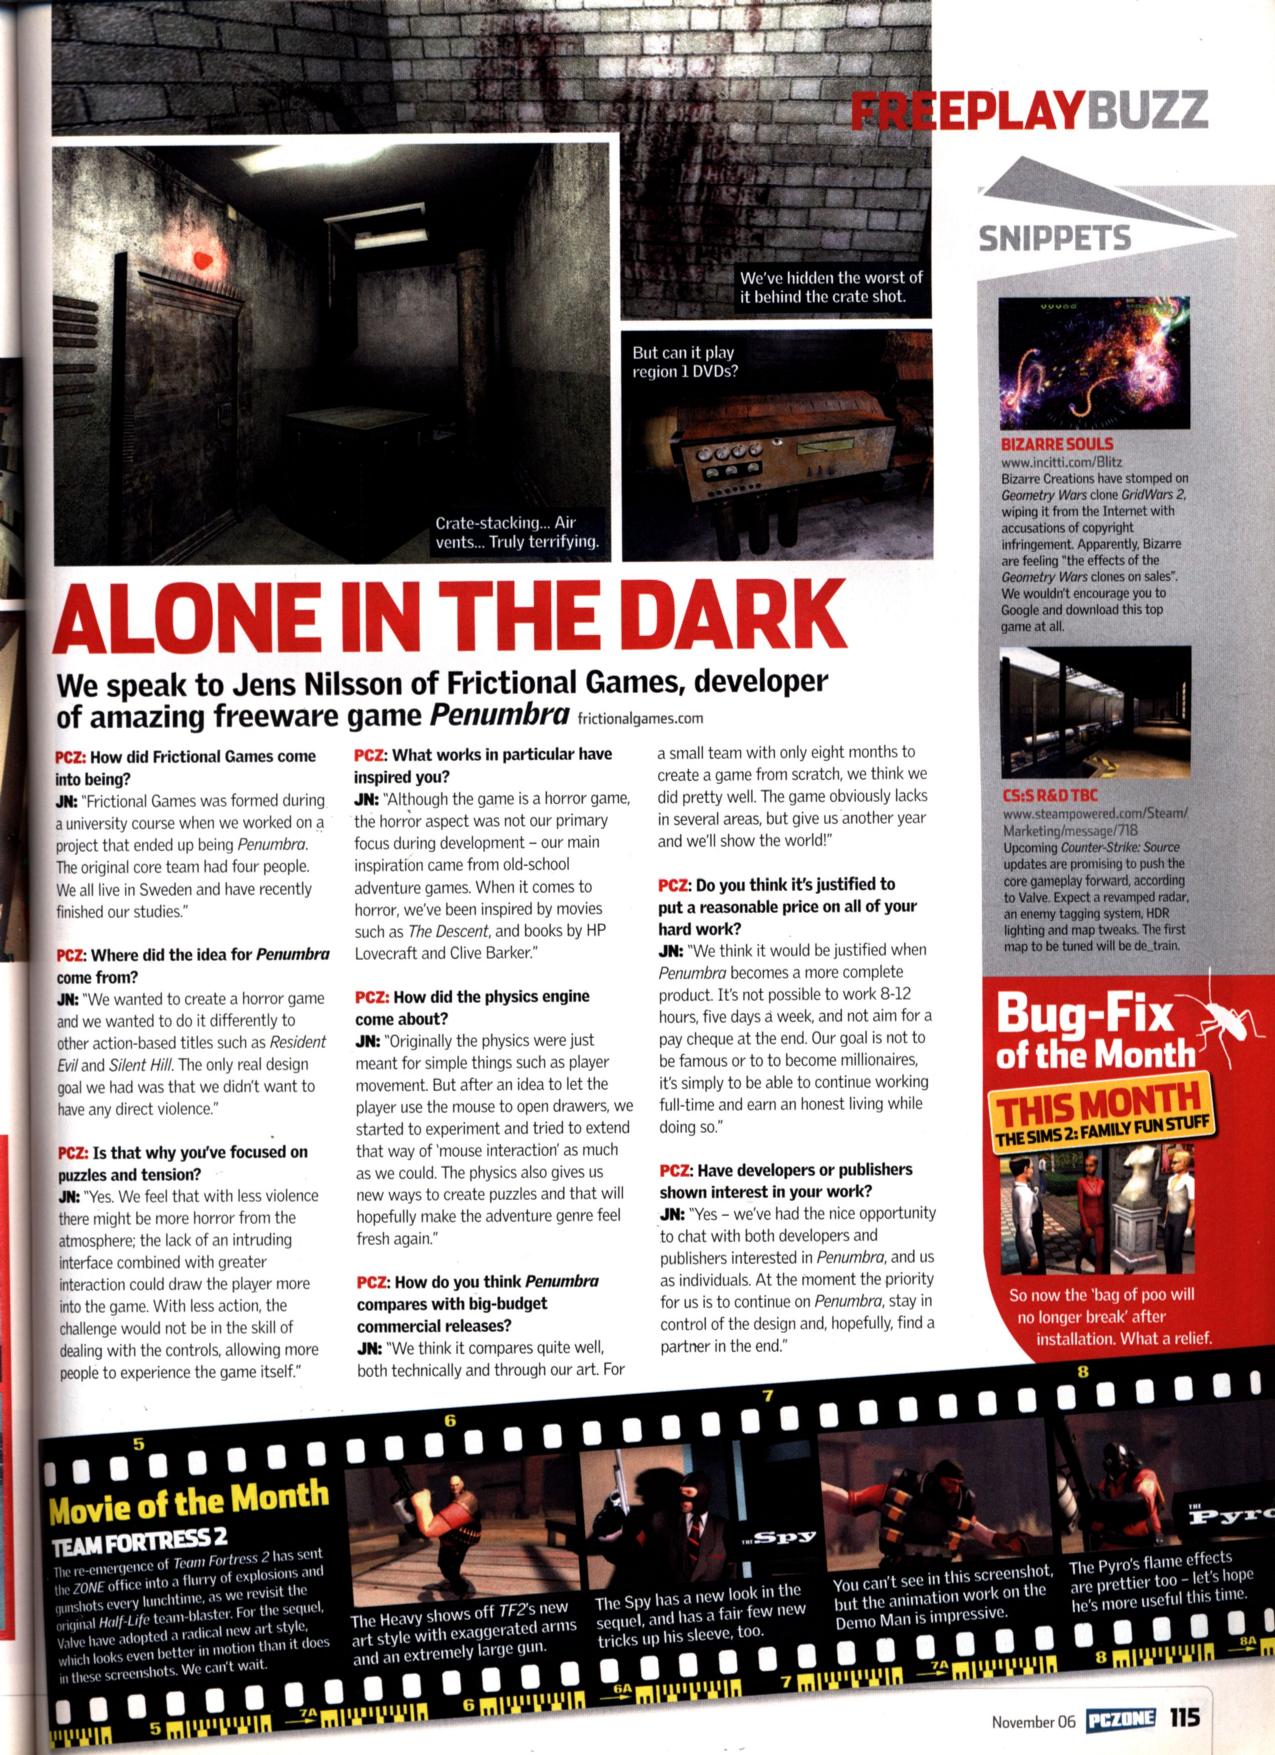 FREEPLAYBUZZ
We've hidden the worst of
it behind the crate shot.
But can it play
region 1 DVDs?
Crate-stacking... Air
vents... Truly terrifying.
ALONE IN THE DARK
We speak to Jens Nilsson of Frictional Games, developer
of amazing freeware game Penumbra frictionalgames.com
PCZ: How did Frictional Games come
into being?
JN: "Frictional Games was formed during
a university course when we worked on a
project that ended up being Penumbra.
The original core team had four people.
We all live in Sweden and have recently
finished our studies."
PCZ: Where did the idea for Penumbra
come from?
JN: "We wanted to create a horror game
and we wanted to do it differently to
other action-based titles such as Resident
Evil and Silent Hill. The only real design
goal we had was that we didn't want to
have any direct violence."
PCZ: Is that why you've focused on
puzzles and tension?
JN: "Yes. We feel that with less violence
there might be more horror from the
atmosphere; the lack of an intruding
interface combined with greater
interaction could draw the player more
into the game. With less action, the
challenge would not be in the skill of
dealing with the controls, allowing more
people to experience the game itself."
PCZ: What works in particular have
inspired you?
JN: "Although the game is a horror game,
the horror aspect was not our primary
focus during development – our main
inspiration came from old-school
adventure games. When it comes to
horror, we've been inspired by movies
such as The Descent, and books by HP
Lovecraft and Clive Barker."
PCZ: How did the physics engine
come about?
JN: "Originally the physics were just
meant for simple things such as player
movement. But after an idea to let the
player use the mouse to open drawers, we
started to experiment and tried to extend
that way of 'mouse interaction' as much
as we could. The physics also gives us
new ways to create puzzles and that will
hopefully make the adventure genre feel
fresh again."
PCZ: How do you think Penumbra
compares with big-budget
commercial releases?
JN: "We think it compares quite well,
both technically and through our art. For
a small team with only eight months to
create a game from scratch, we think we
did pretty well. The game obviously lacks
in several areas, but give us another year
and we'll show the world!"
PCZ: Do you think it's justified to
put a reasonable price on all of your
hard work?
JN: "We think it would be justified when
Penumbra becomes a more complete
product. It's not possible to work 8-12
hours, five days a week, and not aim for a
pay cheque at the end. Our goal is not to
be famous or to to become millionaires,
it's simply to be able to continue working
full-time and earn an honest living while
doing so."
PCZ: Have developers or publishers
shown interest in your work?
JN: "Yes – we've had the nice opportunity
to chat with both developers and
publishers interested in Penumbra, and us
as individuals. At the moment the priority
for us is to continue on Penumbra, stay in
control of the design and, hopefully, find a
partner in the end."
SNIPPETS
BIZARRE SOULS
www.incitti.com/Blitz
Bizarre Creations have stomped on
Geometry Wars clone GridWars 2,
wiping it from the Internet with
accusations of copyright
infringement. Apparently, Bizarre
are feeling "the effects of the
Geometry Wars clones on sales".
We wouldn't encourage you to
Google and download this top
game at all.
CS:S R&D TBC
www.steampowered.com/Steam/
Marketing/message/718
Upcoming Counter-Strike: Source
updates are promising to push the
core gameplay forward, according
to Valve. Expect a revamped radar,
an enemy tagging system, HDR
lighting and map tweaks. The first
map to be tuned will be de_train.
Bug-Fix
of the Month
THIS MONTH
THE SIMS 2: FAMILY FUN STUFF
So now the 'bag of poo will
no longer break' after
installation. What a relief.
5
6
7
8
Movie of the Month
TEAM FORTRESS 2
The re-emergence of Team Fortress 2 has sent
the ZONE office into a flurry of explosions and
gunshots every lunchtime, as we revisit the
original Half-Life team-blaster. For the sequel,
Valve have adopted a radical new art style,
which looks even better in motion than it does
in these screenshots. We can't wait.
The Heavy shows off TF2's new
art style with exaggerated arms
and an extremely large gun.
THE Spy
The Spy has a new look in the
sequel, and has a fair few new
tricks up his sleeve, too.
You can't see in this screenshot,
but the animation work on the
Demo Man is impressive.
THE Pyro
The Pyro's flame effects
are prettier too – let's hope
he's more useful this time.
5
7A
6
6A
7
7A
8
8A
November 06 PCZONE 115